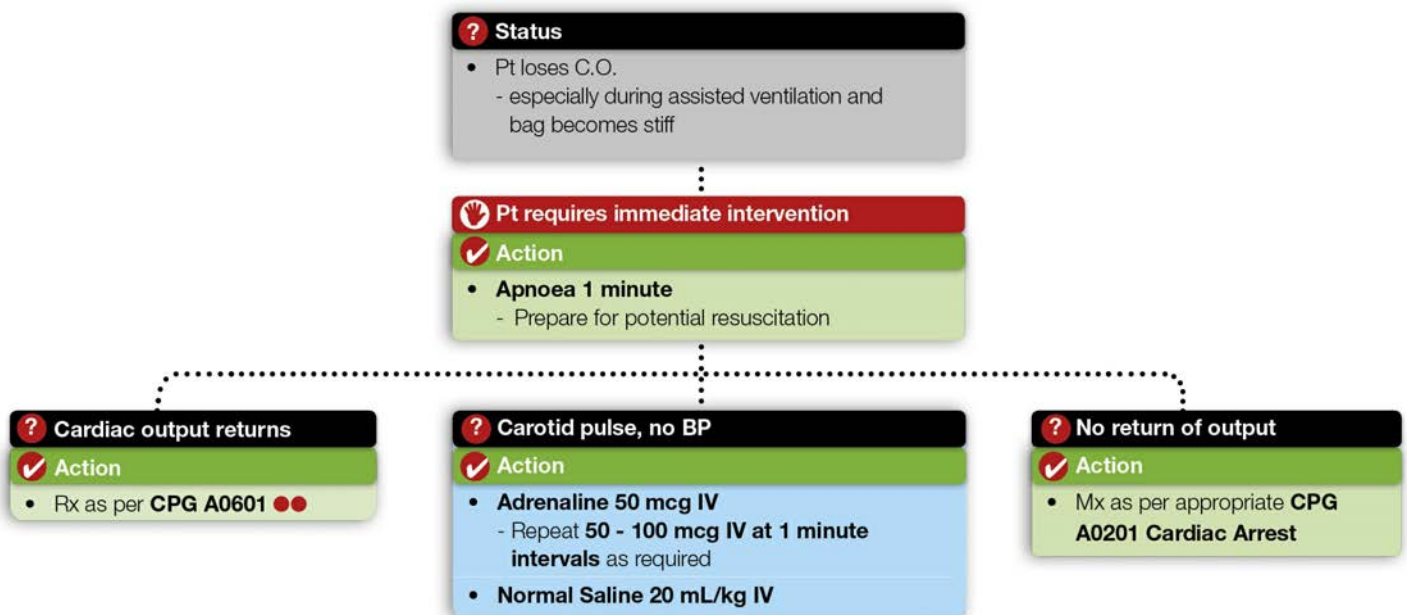 Status
• Pt loses C.O.
- especially during assisted ventilation and
bag becomes stiff
Pt requires immediate intervention
Action
• Apnoea 1 minute
- Prepare for potential resuscitation
Cardiac output returns
Action
• Rx as per CPG A0601
Carotid pulse, no BP
Action
• Adrenaline 50 mcg IV
- Repeat 50 - 100 mcg IV at 1 minute
intervals as required
• Normal Saline 20 mL/kg IV
No return of output
Action
• Mx as per appropriate CPG
A0201 Cardiac Arrest